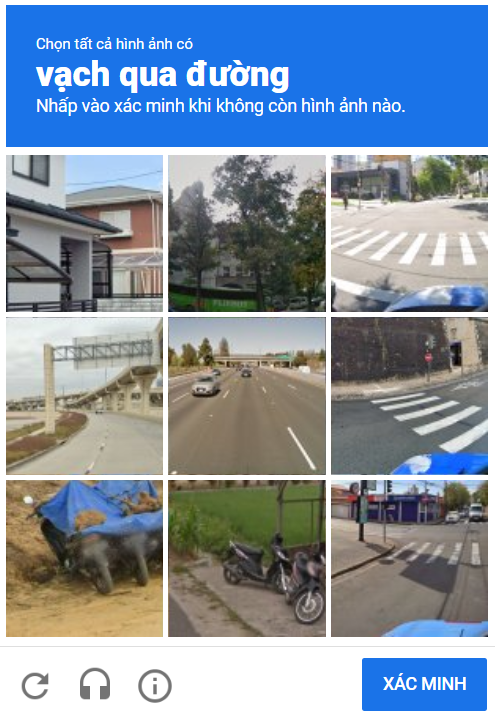 Chọn tất cả hình ảnh có
vạch qua đường
Nhấp vào xác minh khi không còn hình ảnh nào.
XÁC MINH